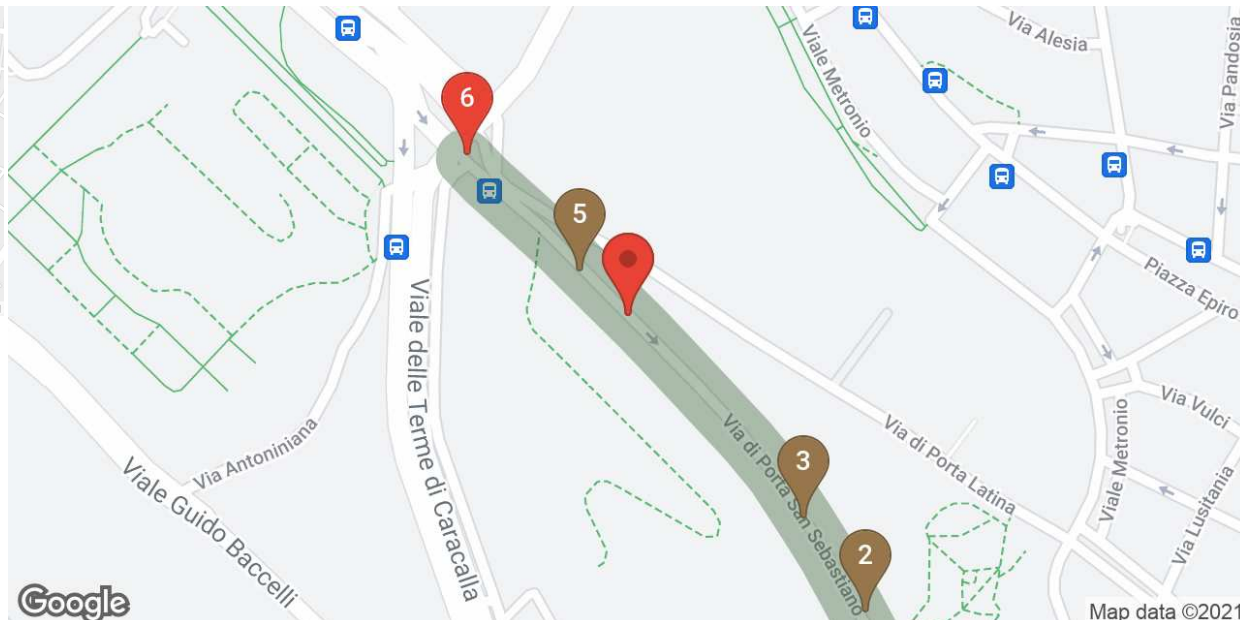 Via Alesia
Viale Metronio
Via Pandosia
6
5
Piazza Epiro
Viale delle Terme di Caracalla
Via Vulci
Via di Porta San Sebastiano
Via di Porta Latina
Viale Metronio
Via Lusitania
3
Via Antoniniana
Viale Guido Baccelli
2
Google
Map data ©2021